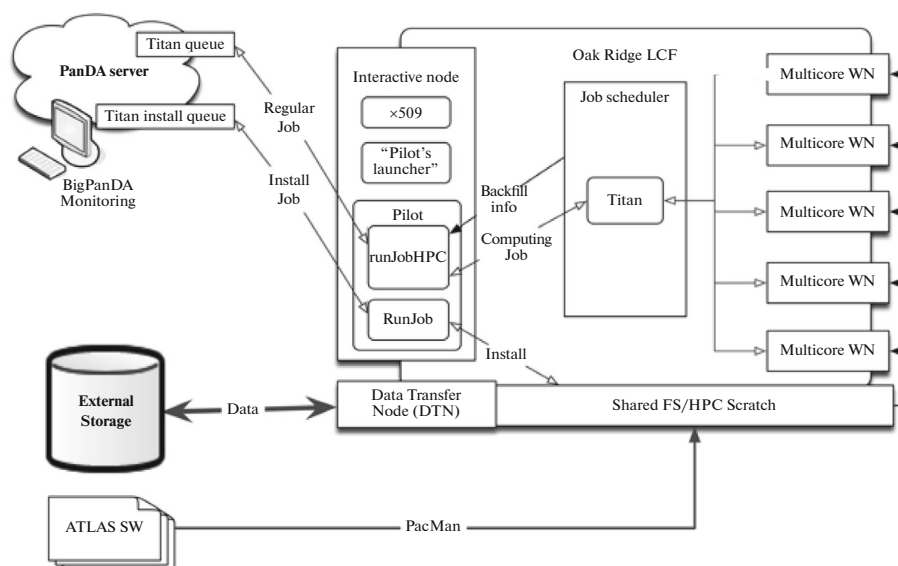 Titan queue
PanDA server
Titan install queue
BigPanDA
Monitoring
Regular
Job
Install
Job
Interactive node
×509
“Pilot's
launcher”
Pilot
runJobHPC
RunJob
Backfill
info
Computing
Job
Install
Oak Ridge LCF
Job scheduler
Titan
Multicore WN
Multicore WN
Multicore WN
Multicore WN
Multicore WN
External
Storage
Data
Data Transfer
Node (DTN)
Shared FS/HPC Scratch
ATLAS SW
PacMan